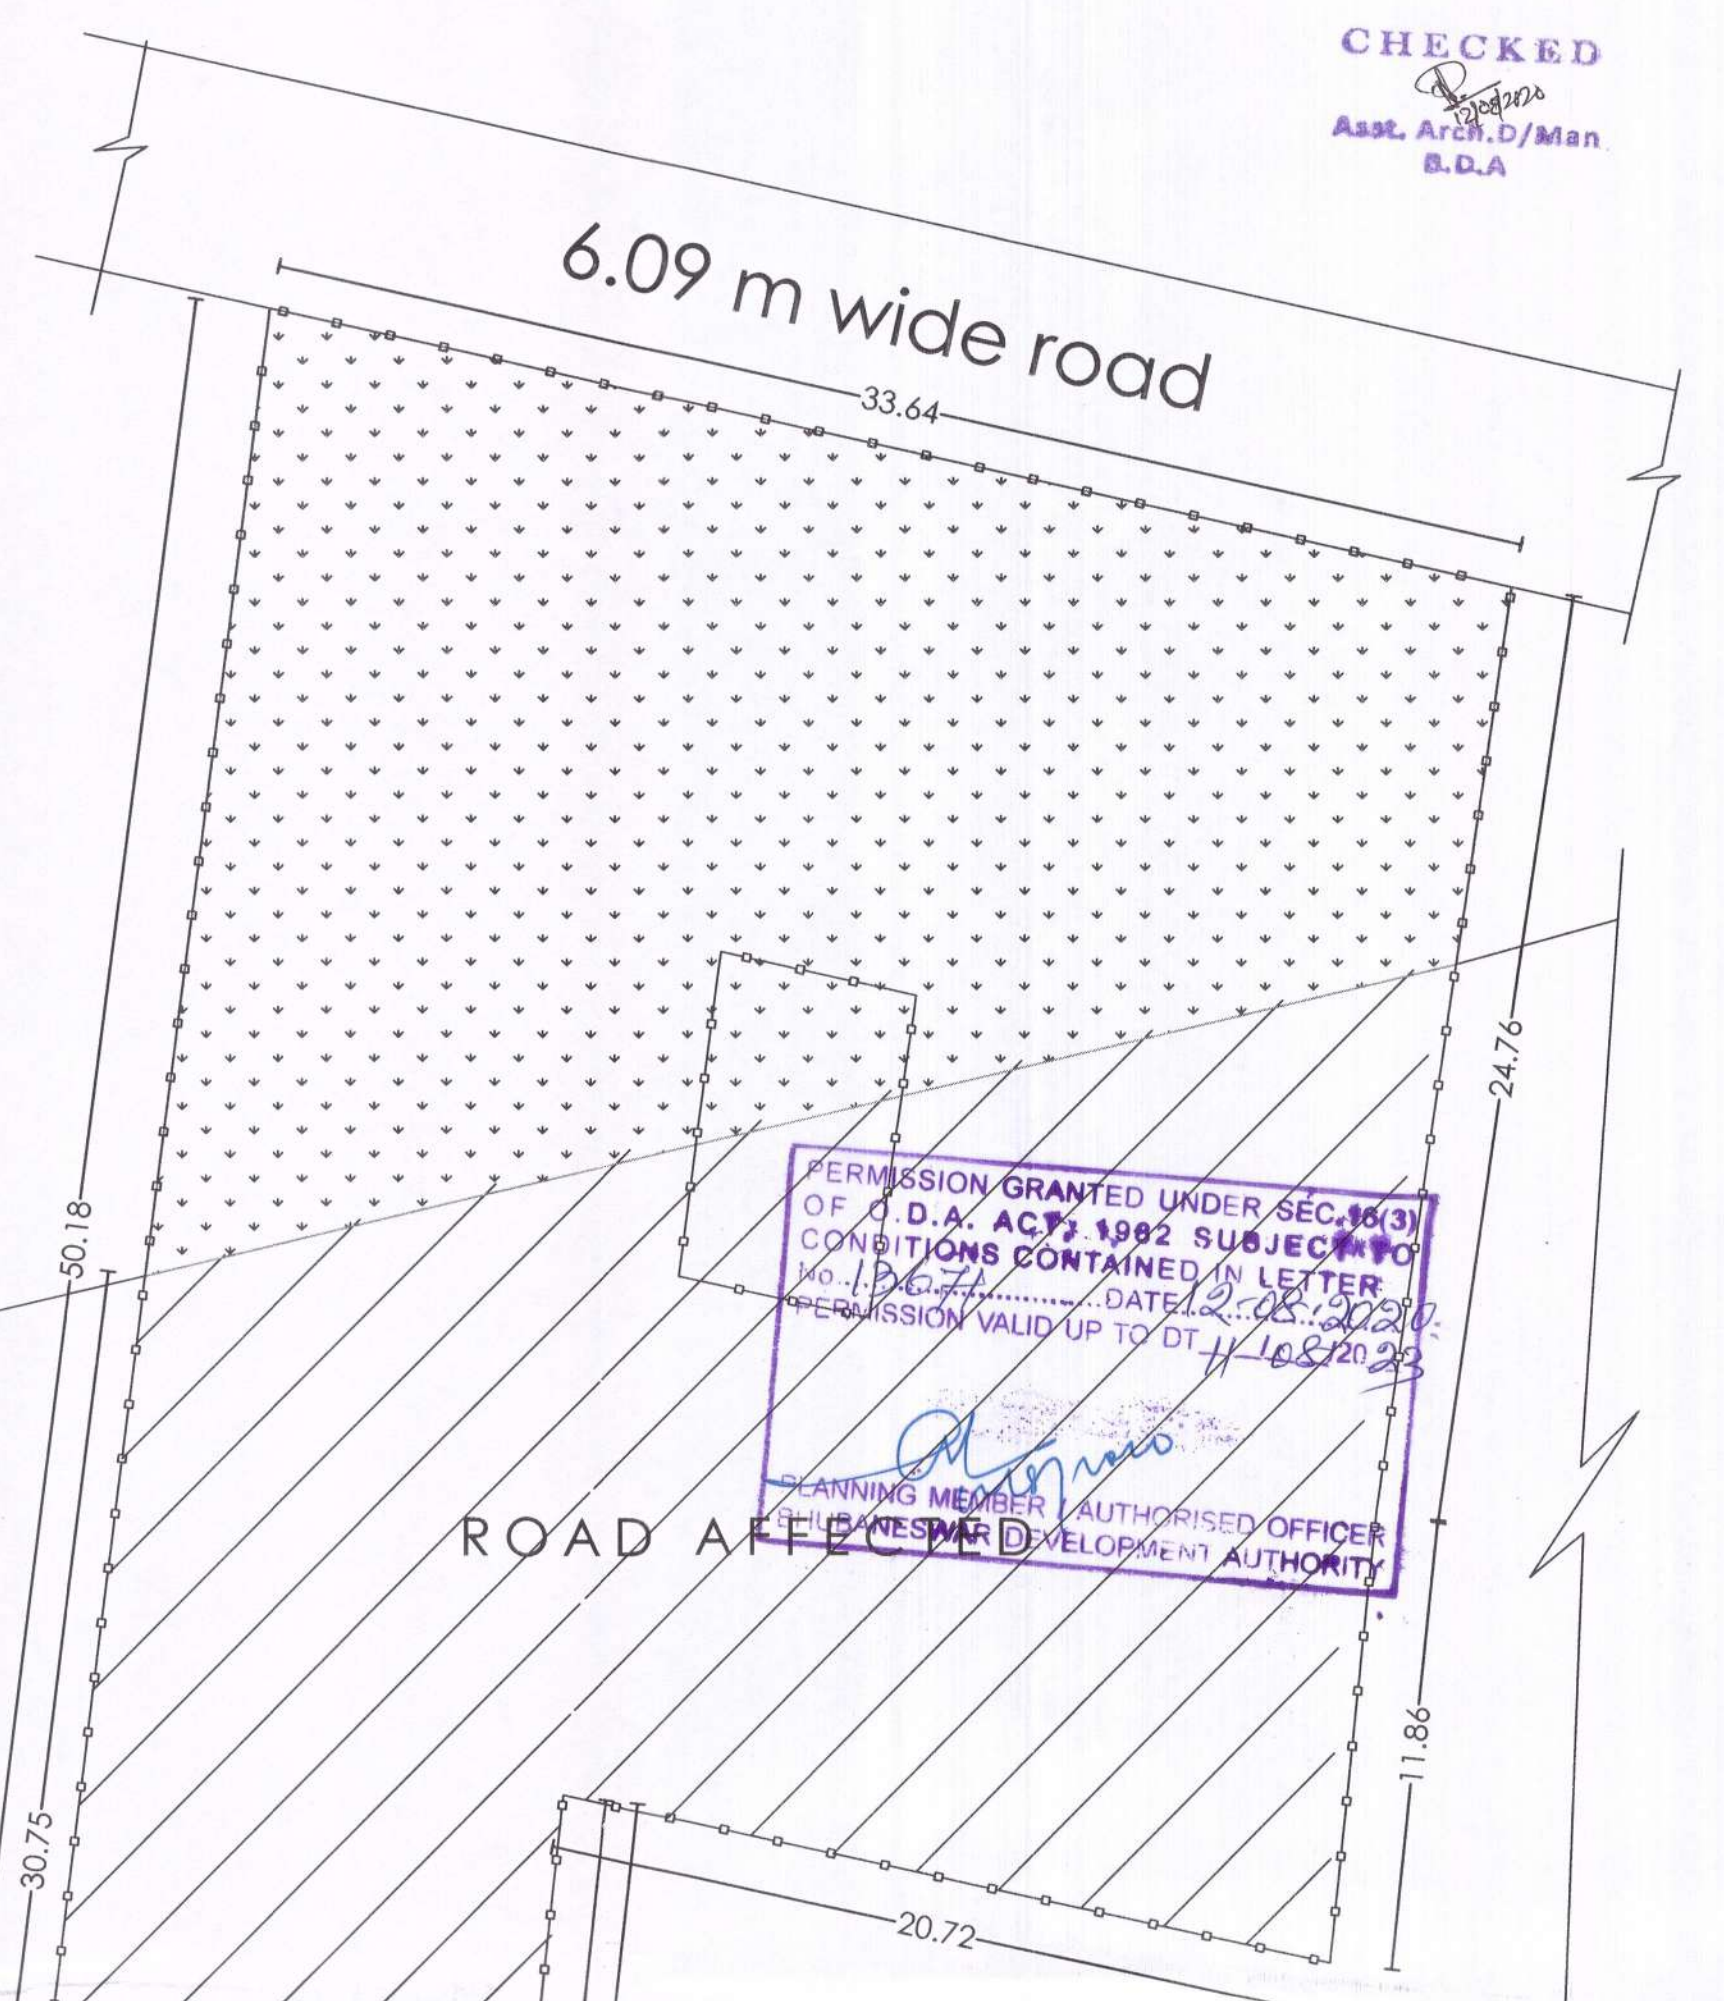 CHECKED
12/08/2020
Asst. Arch.D/Man
B.D.A
6.09 m wide road
33.64
50.18
24.76
PERMISSION GRANTED UNDER SEC.16(3)
OF O.D.A. ACT, 1982 SUBJECT TO
CONDITIONS CONTAINED IN LETTER
No. 13671 DATE 12-08-2020
PERMISSION VALID UP TO DT 11/08/2023
PLANNING MEMBER / AUTHORISED OFFICER
BHUBANESWAR DEVELOPMENT AUTHORITY
ROAD AFFECTED
11.86
30.75
20.72